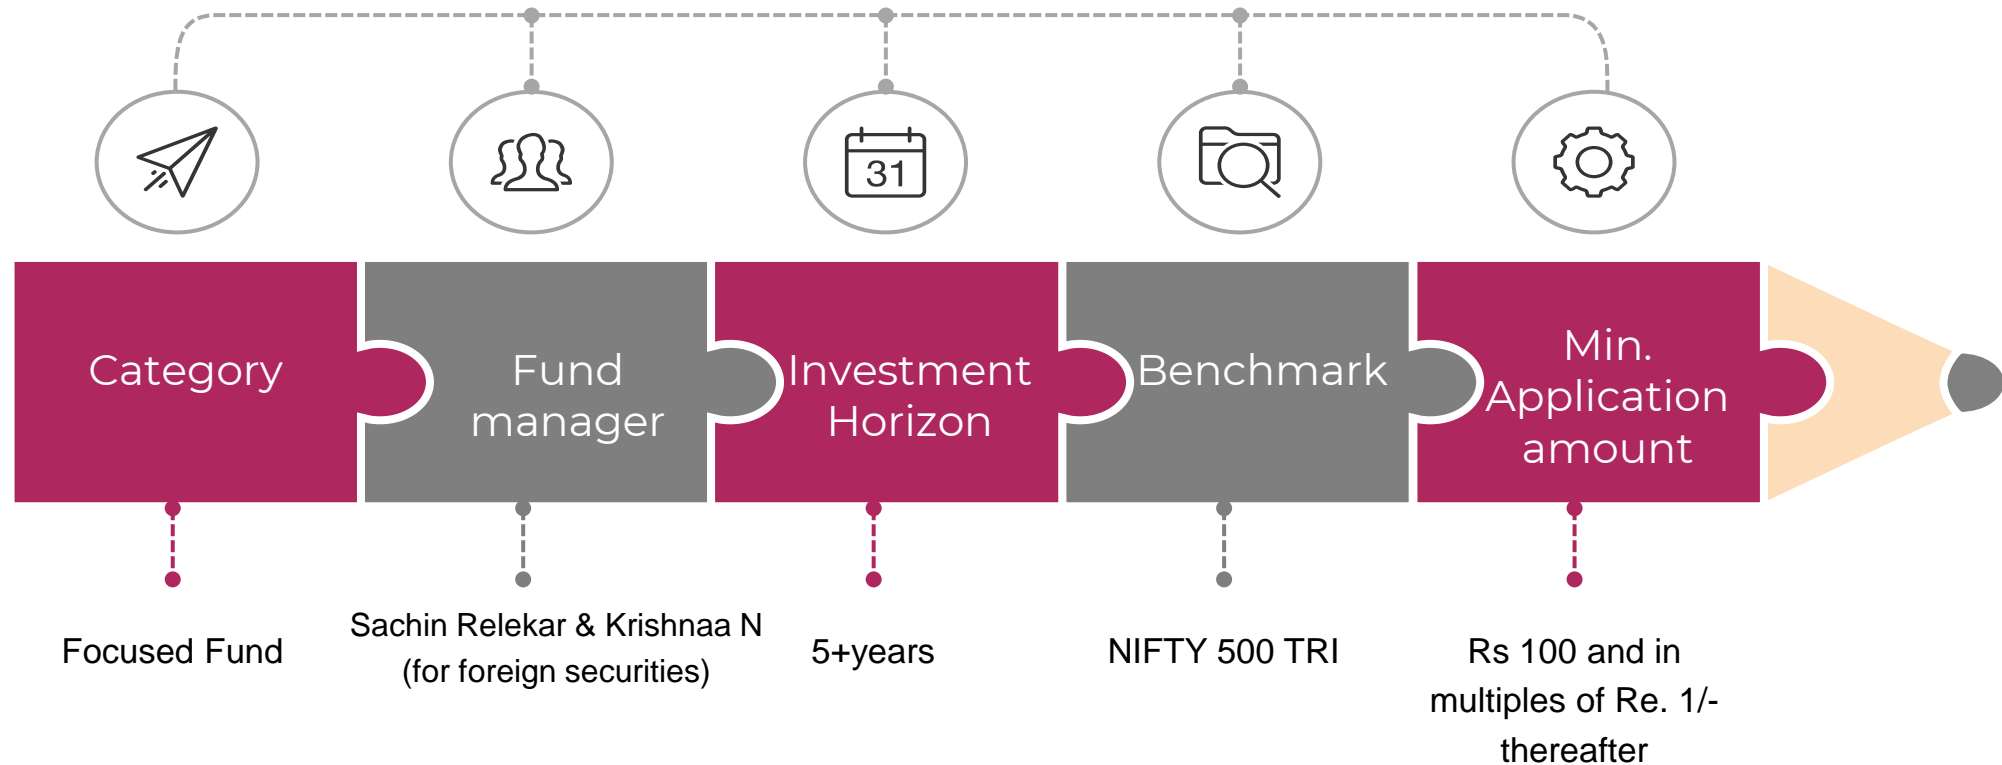 31
Category
Fund
manager
Investment
Horizon
Benchmark
Min.
Application
amount
Focused Fund
Sachin Relekar & Krishnaa N
(for foreign securities)
5+years
NIFTY 500 TRI
Rs 100 and in
multiples of Re. 1/-
thereafter